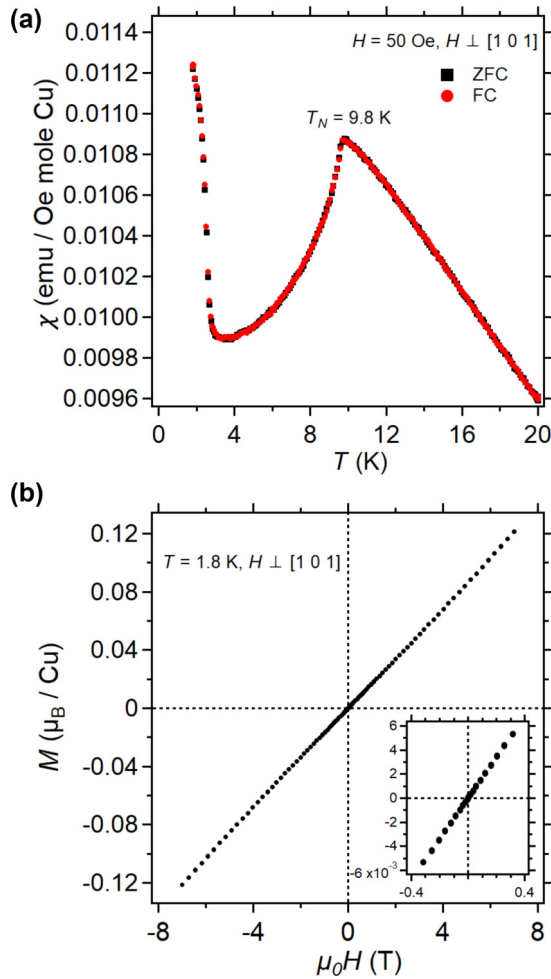 (a)
H = 50 Oe, H ⊥ [1 0 1]
ZFC
FC
T_N = 9.8 K
χ (emu / Oe mole Cu)
0.0112
0.0110
0.0108
0.0106
0.0104
0.0102
0.0100
0.0098
0.0096
0 4 8 12 16 20
T (K)
(b)
T = 1.8 K, H ⊥ [1 0 1]
M (μ_B / Cu)
0.12
0.08
0.04
0
-0.04
-0.08
-0.12
6
4
2
0
-2
-4
-6 x10⁻³
-0.4 0.4
-8 -4 0 4 8
μ₀H (T)